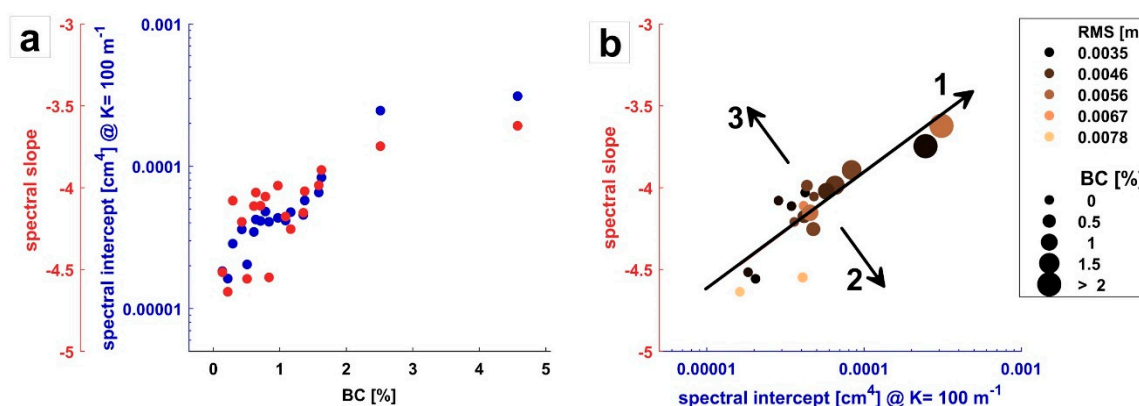 a
-3
-3.5
-4
-4.5
-5
spectral slope
0.001
0.0001
0.00001
spectral intercept [cm4] @ K= 100 m-1
0 1 2 3 4 5
BC [%]
b
-3
-3.5
-4
-4.5
-5
spectral slope
1
3
2
0.00001 0.0001 0.001
spectral intercept [cm4] @ K= 100 m-1
RMS [m
0.0035
0.0046
0.0056
0.0067
0.0078
BC [%]
0
0.5
1
1.5
> 2